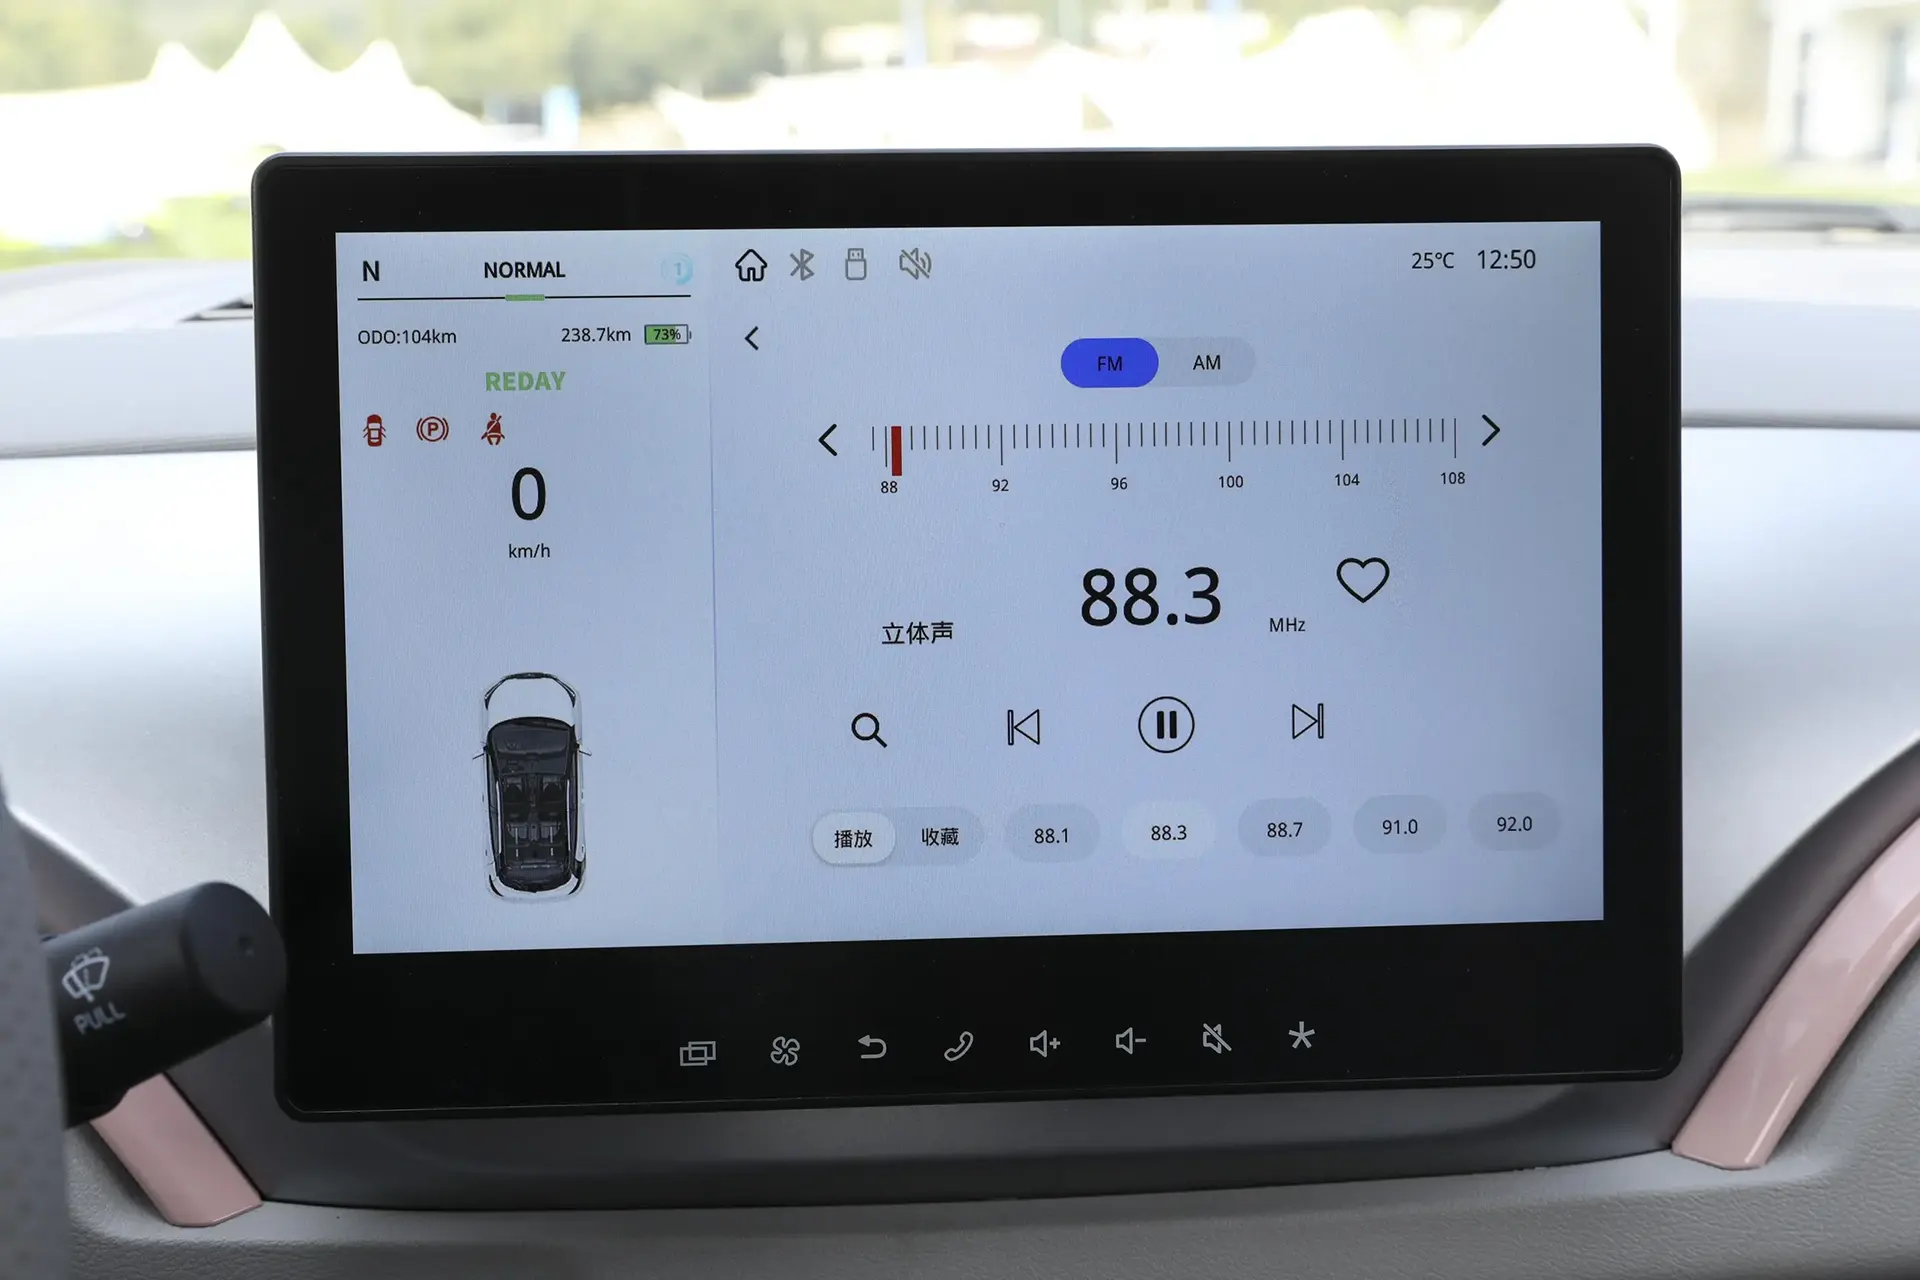 N NORMAL 1
ODO:104km 238.7km 73%
REDAY
P
0
km/h
25℃ 12:50
FM AM
88 92 96 100 104 108
88.3 MHz
立体声
播放 收藏 88.1 88.3 88.7 91.0 92.0
PULL